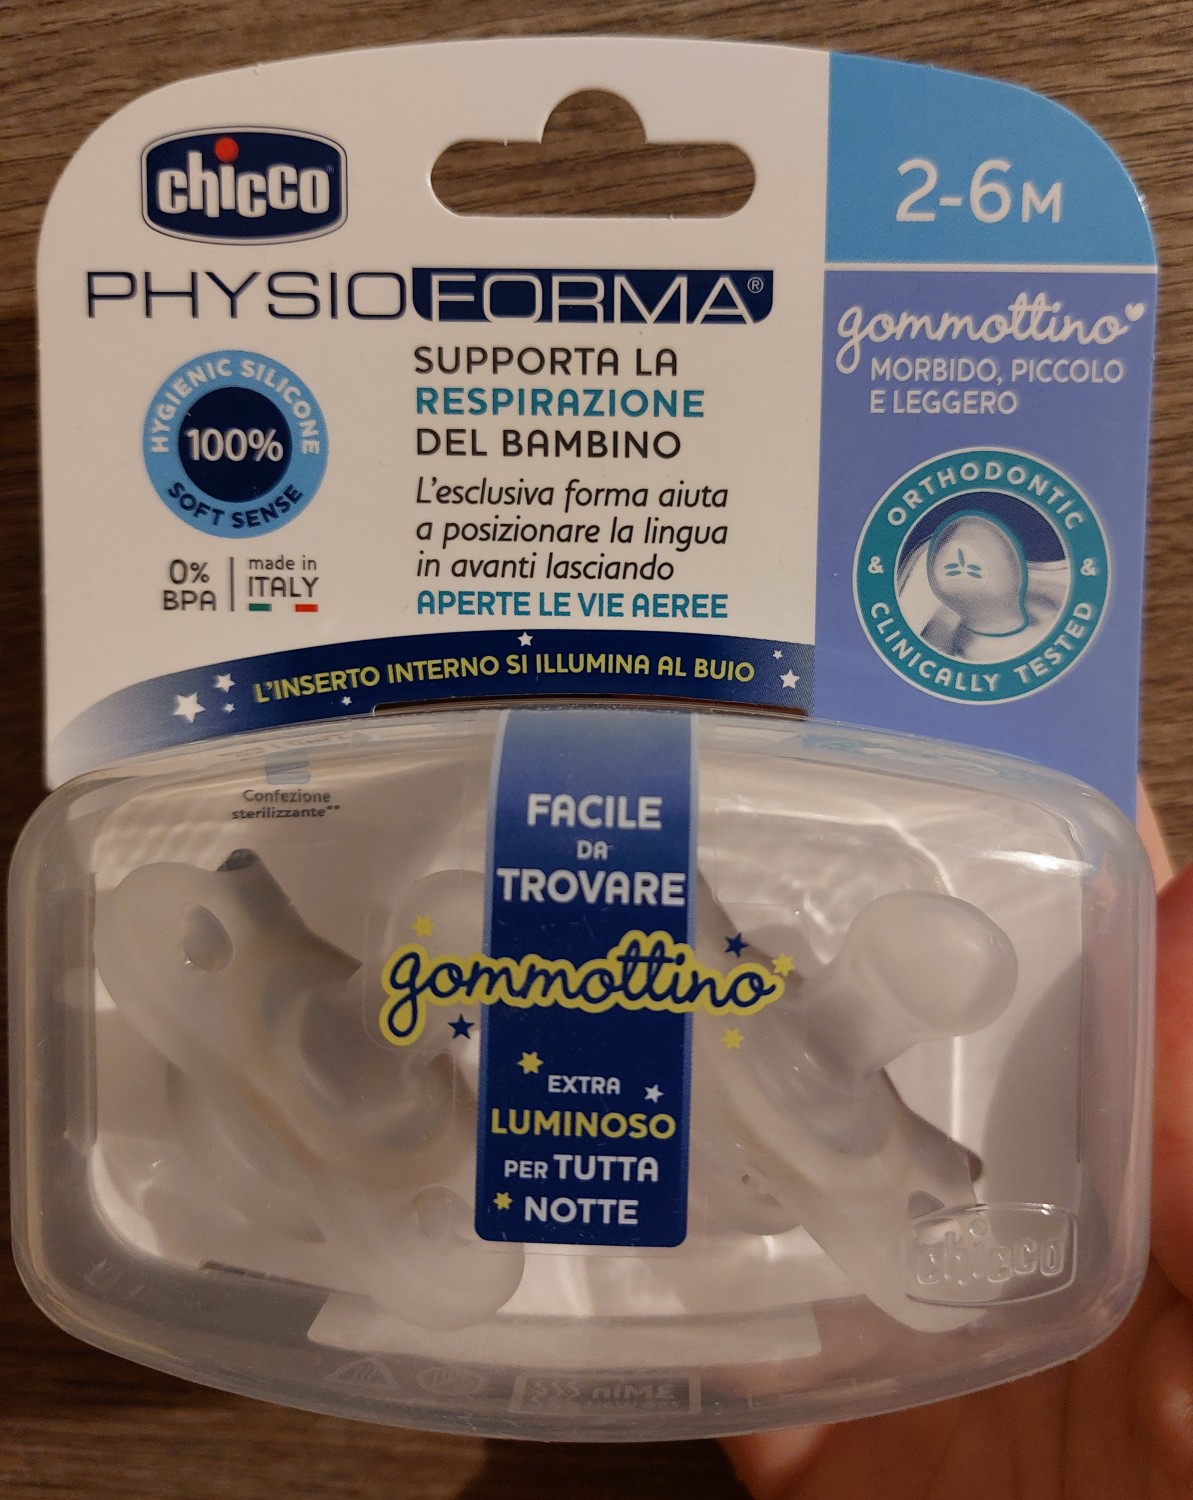 chicco
2-6M
PHYSIOFORMA®
gommottino
MORBIDO, PICCOLO
E LEGGERO
HYGIENIC SILICONE
100%
SOFT SENSE
SUPPORTA LA
RESPIRAZIONE
DEL BAMBINO
L'esclusiva forma aiuta
a posizionare la lingua
in avanti lasciando
APERTE LE VIE AEREE
0%
BPA
made in
ITALY
ORTHODONTIC
& CLINICALLY TESTED &
L'INSERTO INTERNO SI ILLUMINA AL BUIO
Confezione
sterilizzante**
FACILE
DA
TROVARE
gommottino
EXTRA
LUMINOSO
PER TUTTA
NOTTE
chicco